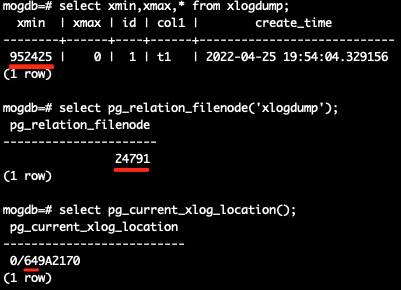 mogdb=# select xmin,xmax,* from xlogdump;
  xmin  | xmax | id | col1 |        create_time
--------+------+----+------+----------------------------
 952425 |    0 |  1 | t1   | 2022-04-25 19:54:04.329156
(1 row)

mogdb=# select pg_relation_filenode('xlogdump');
 pg_relation_filenode
----------------------
                24791
(1 row)

mogdb=# select pg_current_xlog_location();
 pg_current_xlog_location
--------------------------
 0/649A2170
(1 row)